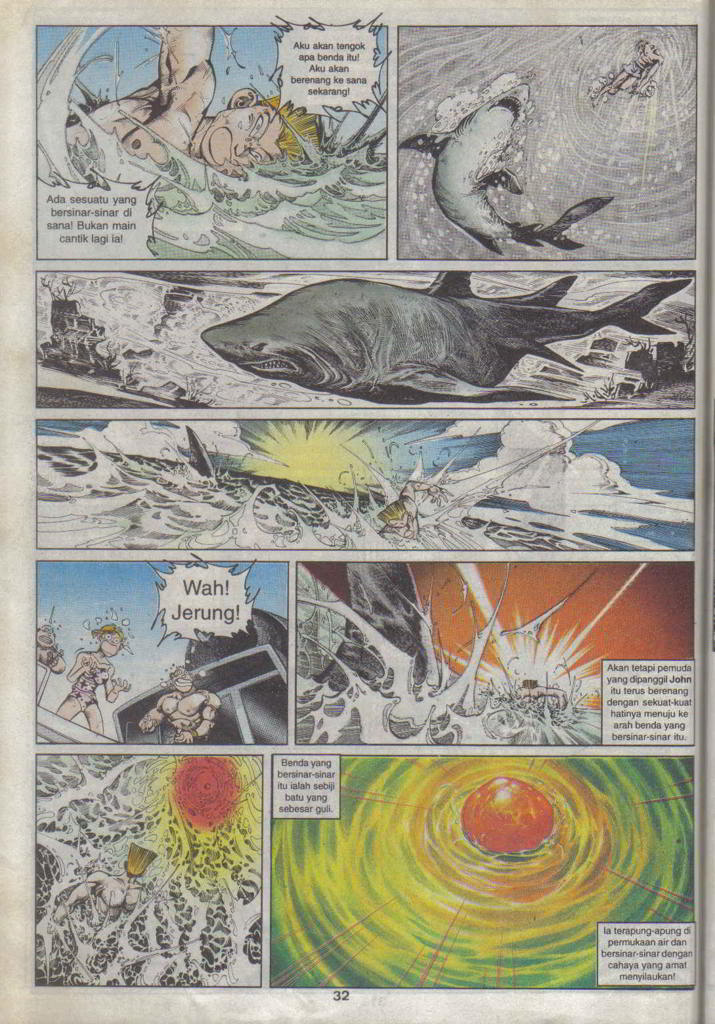 Aku akan tengok
apa benda itu!
Aku akan
berenang ke sana
sekarang!
Ada sesuatu yang
bersinar-sinar di
sana! Bukan main
cantik lagi ia!
Wah!
Jerung!
Akan tetapi pemuda
yang dipanggil John
itu terus berenang
dengan sekuat-kuat
hatinya menuju ke
arah benda yang
bersinar-sinar itu.
Benda yang
bersinar-sinar
itu ialah sebiji
batu yang
sebesar guli.
Ia terapung-apung di
permukaan air dan
bersinar-sinar dengan
cahaya yang amat
menyilaukan!
32